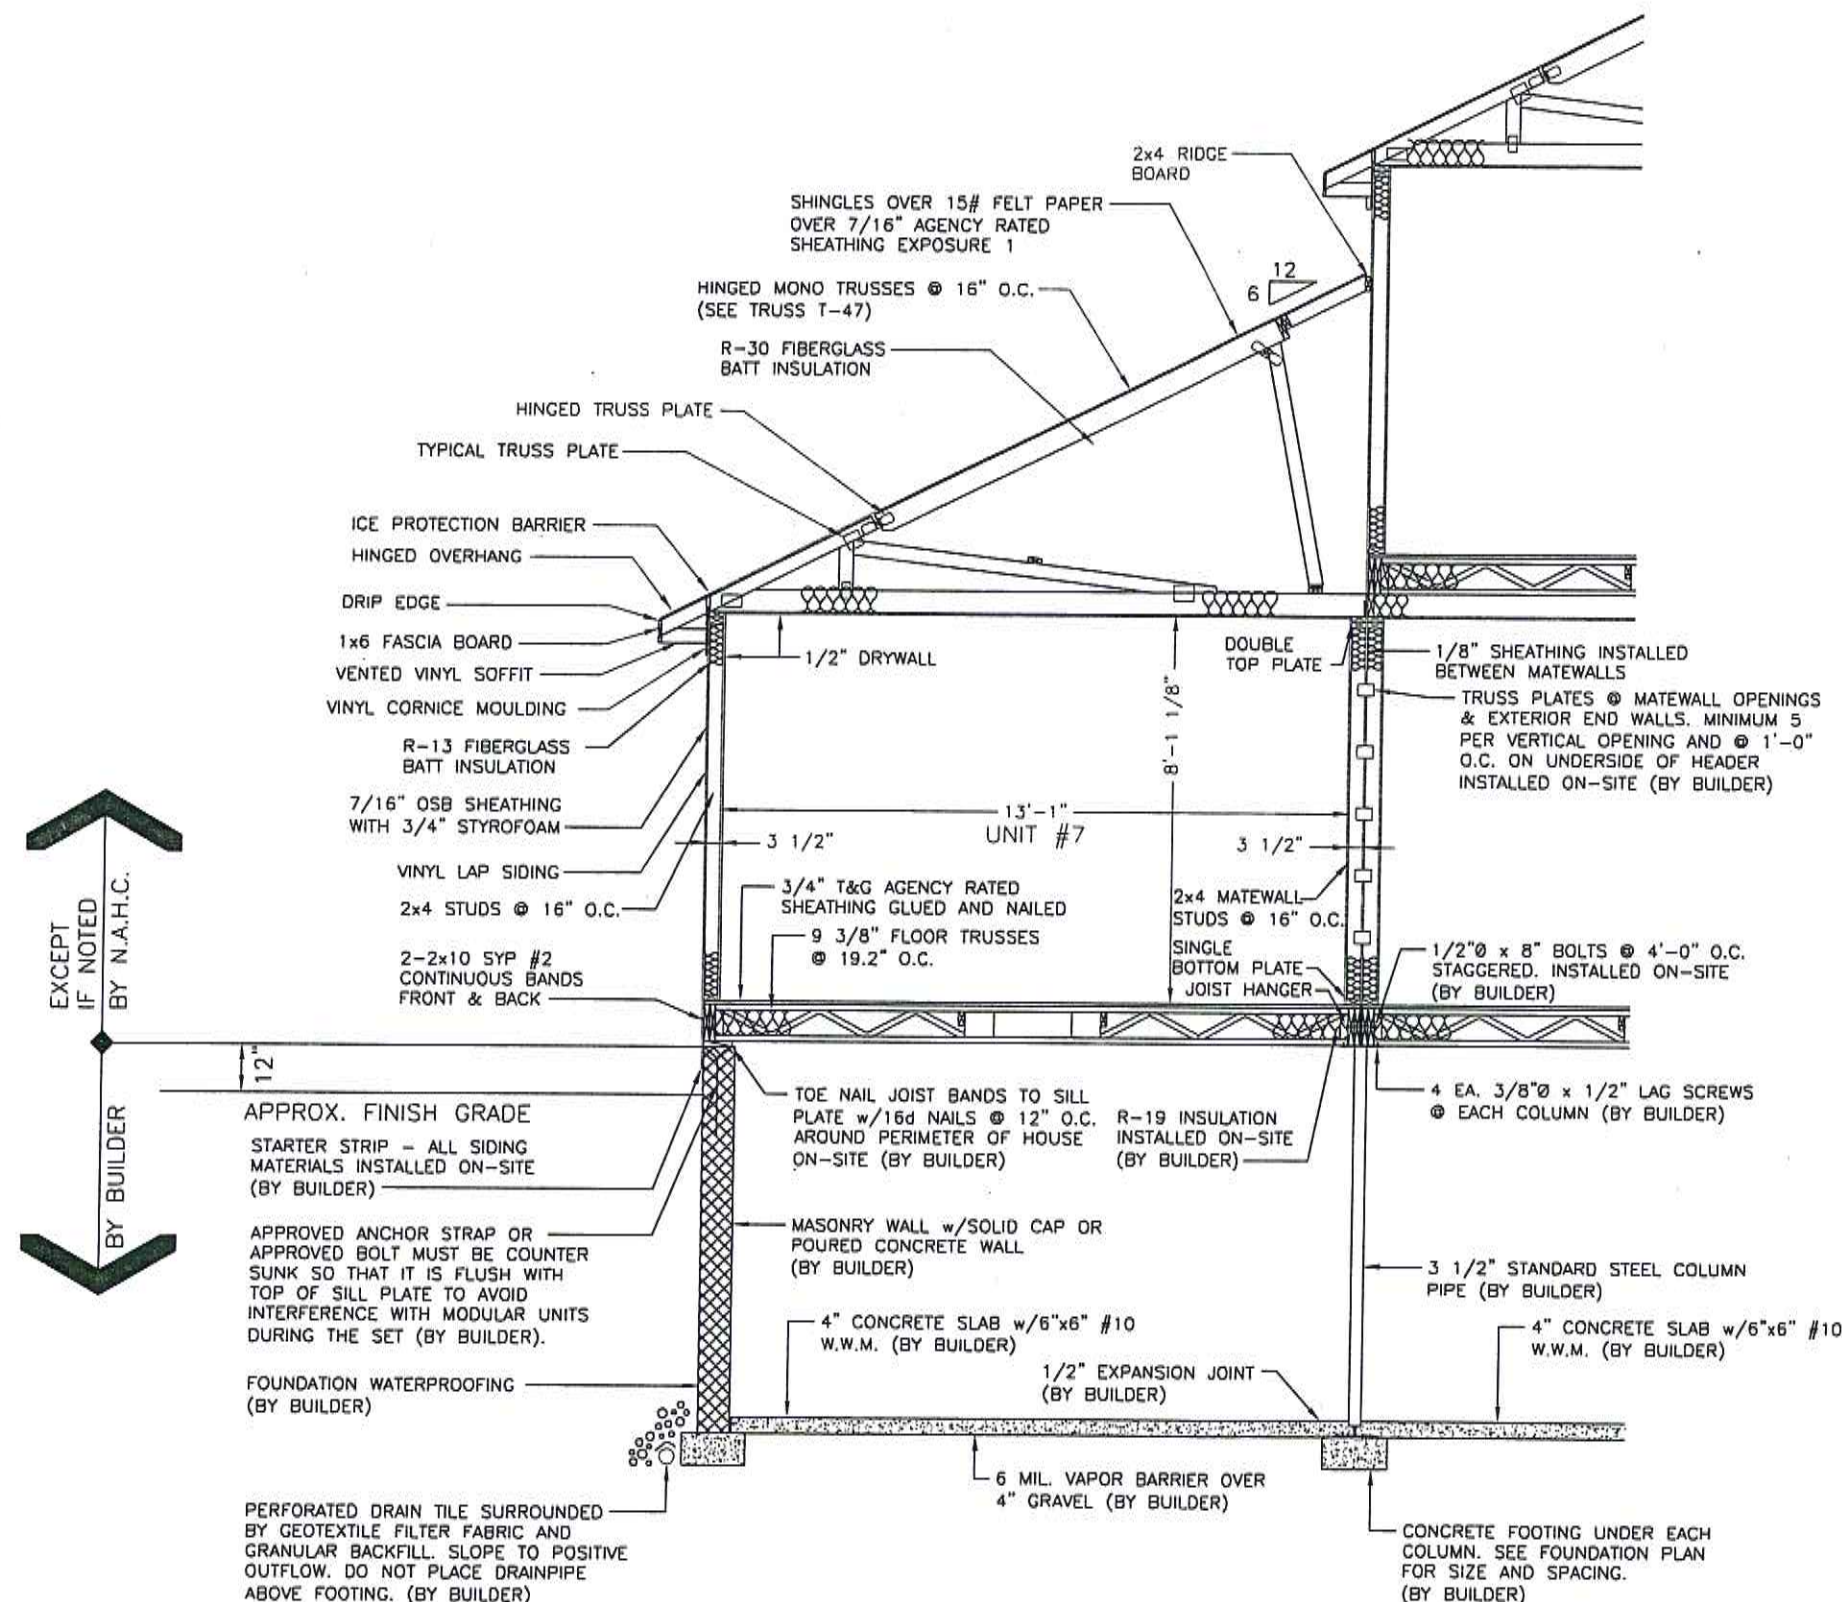 2x4 RIDGE
BOARD
SHINGLES OVER 15# FELT PAPER
OVER 7/16" AGENCY RATED
SHEATHING EXPOSURE 1
12
6
HINGED MONO TRUSSES @ 16" O.C.
(SEE TRUSS T-47)
R-30 FIBERGLASS
BATT INSULATION
HINGED TRUSS PLATE
TYPICAL TRUSS PLATE
ICE PROTECTION BARRIER
HINGED OVERHANG
DRIP EDGE
1x6 FASCIA BOARD
VENTED VINYL SOFFIT
VINYL CORNICE MOULDING
R-13 FIBERGLASS
BATT INSULATION
7/16" OSB SHEATHING
WITH 3/4" STYROFOAM
VINYL LAP SIDING
2x4 STUDS @ 16" O.C.
2-2x10 SYP #2
CONTINUOUS BANDS
FRONT & BACK
1/2" DRYWALL
8'-1 1/8"
13'-1"
UNIT #7
3 1/2"
3 1/2"
DOUBLE
TOP PLATE
1/8" SHEATHING INSTALLED
BETWEEN MATEWALLS
TRUSS PLATES @ MATEWALL OPENINGS
& EXTERIOR END WALLS. MINIMUM 5
PER VERTICAL OPENING AND @ 1'-0"
O.C. ON UNDERSIDE OF HEADER
INSTALLED ON-SITE (BY BUILDER)
3/4" T&G AGENCY RATED
SHEATHING GLUED AND NAILED
9 3/8" FLOOR TRUSSES
@ 19.2" O.C.
2x4 MATEWALL
STUDS @ 16" O.C.
SINGLE
BOTTOM PLATE
JOIST HANGER
1/2"Ø x 8" BOLTS @ 4'-0" O.C.
STAGGERED. INSTALLED ON-SITE
(BY BUILDER)
EXCEPT
IF NOTED
BY N.A.H.C.
BY BUILDER
12"
APPROX. FINISH GRADE
STARTER STRIP - ALL SIDING
MATERIALS INSTALLED ON-SITE
(BY BUILDER)
APPROVED ANCHOR STRAP OR
APPROVED BOLT MUST BE COUNTER
SUNK SO THAT IT IS FLUSH WITH
TOP OF SILL PLATE TO AVOID
INTERFERENCE WITH MODULAR UNITS
DURING THE SET (BY BUILDER).
FOUNDATION WATERPROOFING
(BY BUILDER)
PERFORATED DRAIN TILE SURROUNDED
BY GEOTEXTILE FILTER FABRIC AND
GRANULAR BACKFILL. SLOPE TO POSITIVE
OUTFLOW. DO NOT PLACE DRAINPIPE
ABOVE FOOTING. (BY BUILDER)
TOE NAIL JOIST BANDS TO SILL
PLATE w/16d NAILS @ 12" O.C.
AROUND PERIMETER OF HOUSE
ON-SITE (BY BUILDER)
R-19 INSULATION
INSTALLED ON-SITE
(BY BUILDER)
4 EA. 3/8"Ø x 1/2" LAG SCREWS
@ EACH COLUMN (BY BUILDER)
MASONRY WALL w/SOLID CAP OR
POURED CONCRETE WALL
(BY BUILDER)
3 1/2" STANDARD STEEL COLUMN
PIPE (BY BUILDER)
4" CONCRETE SLAB w/6"x6" #10
W.W.M. (BY BUILDER)
4" CONCRETE SLAB w/6"x6" #10
W.W.M. (BY BUILDER)
1/2" EXPANSION JOINT
(BY BUILDER)
6 MIL. VAPOR BARRIER OVER
4" GRAVEL (BY BUILDER)
CONCRETE FOOTING UNDER EACH
COLUMN. SEE FOUNDATION PLAN
FOR SIZE AND SPACING.
(BY BUILDER)